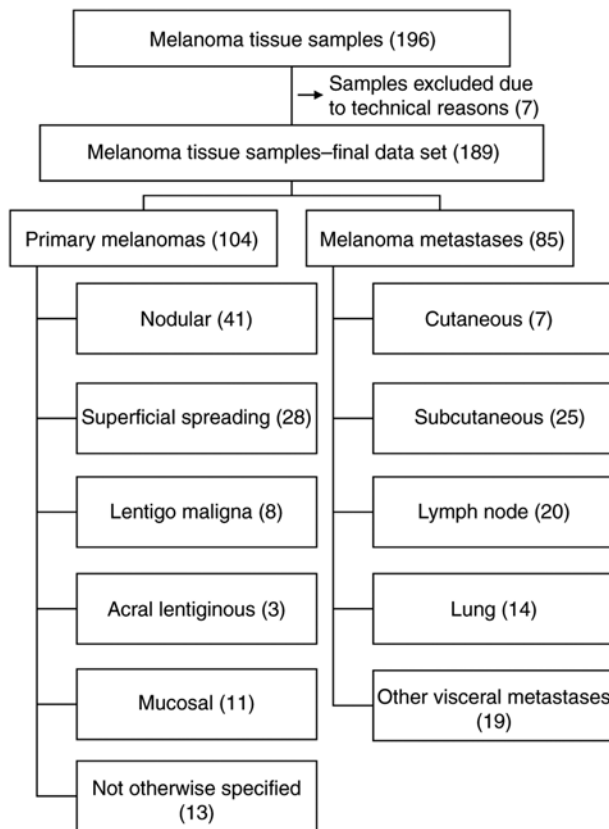 Melanoma tissue samples (196)
Samples excluded due
to technical reasons (7)
Melanoma tissue samples–final data set (189)
Primary melanomas (104)
Melanoma metastases (85)
Nodular (41)
Cutaneous (7)
Superficial spreading (28)
Subcutaneous (25)
Lentigo maligna (8)
Lymph node (20)
Acral lentiginous (3)
Lung (14)
Mucosal (11)
Other visceral metastases
(19)
Not otherwise specified
(13)